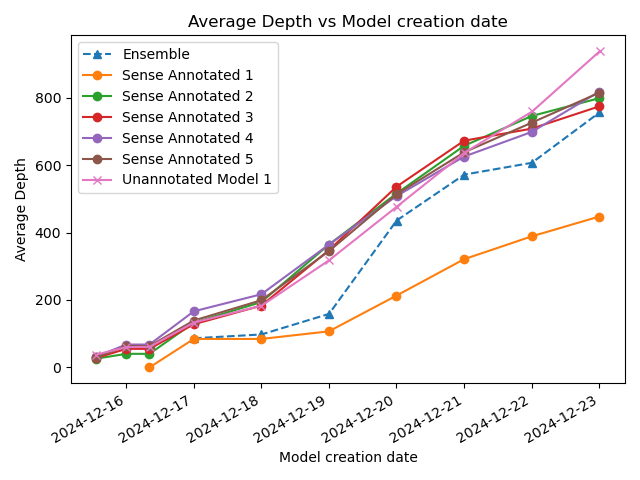 Average Depth vs Model creation date
Ensemble
Sense Annotated 1
Sense Annotated 2
Sense Annotated 3
Sense Annotated 4
Sense Annotated 5
Unannotated Model 1
Average Depth
800
600
400
200
0
2024-12-16
2024-12-17
2024-12-18
2024-12-19
2024-12-20
2024-12-21
2024-12-22
2024-12-23
Model creation date